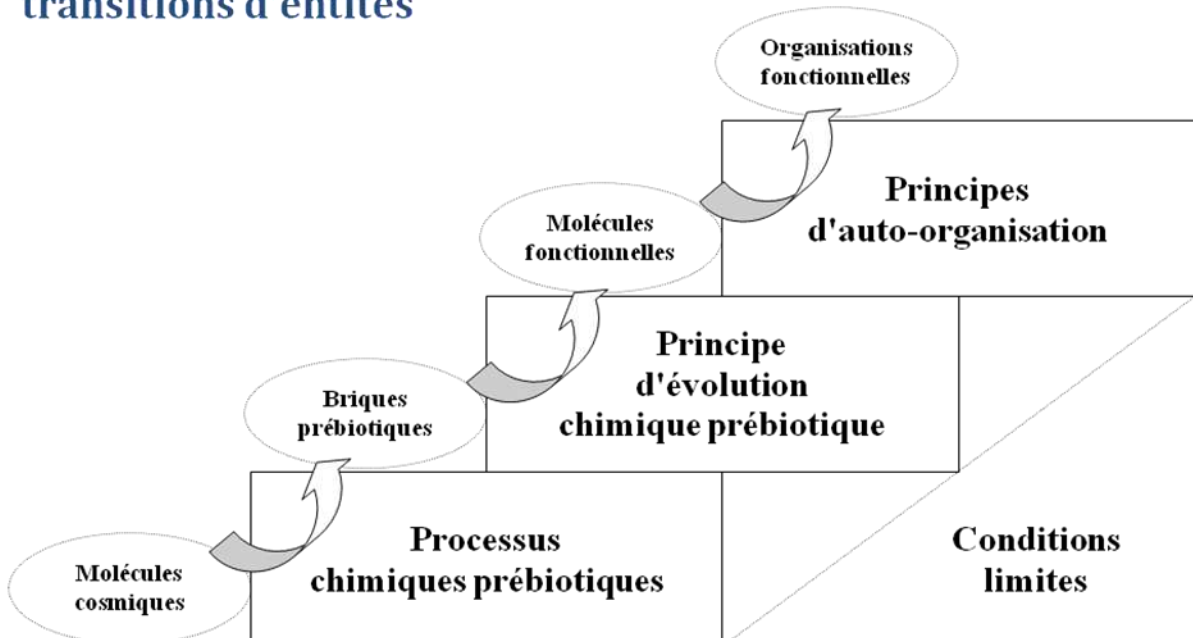 transitions d'entités
Organisations
fonctionnelles
Principes
d'auto-organisation
Molécules
fonctionnelles
Principe
d'évolution
chimique prébiotique
Briques
prébiotiques
Processus
chimiques prébiotiques
Conditions
limites
Molécules
cosmiques